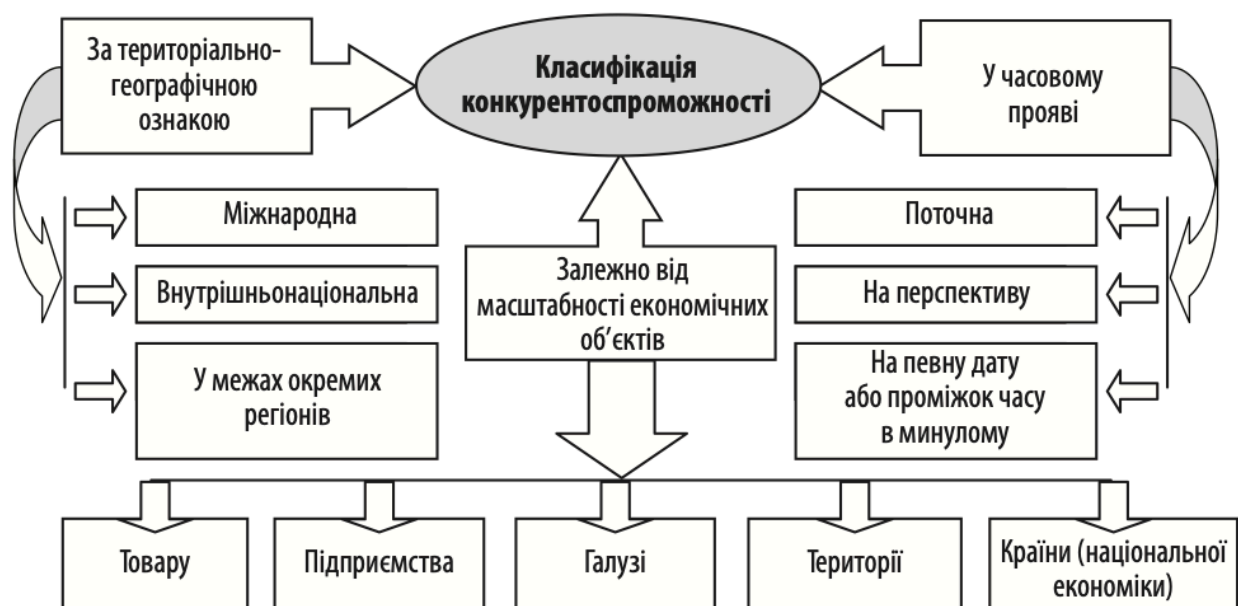 За територіально-
географічною
ознакою
Класифікація
конкурентоспроможності
У часовому
прояві
Міжнародна
Внутрішньонаціональна
У межах окремих
регіонів
Залежно від
масштабності економічних
об’єктів
Поточна
На перспективу
На певну дату
або проміжок часу
в минулому
Товару
Підприємства
Галузі
Території
Країни (національної
економіки)